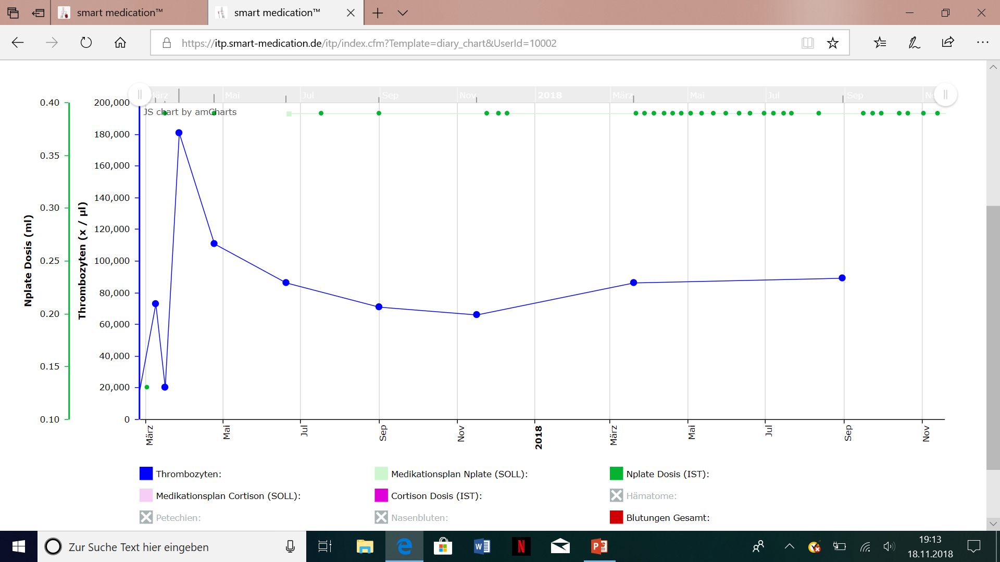 smart medication™
smart medication™
https://itp.smart-medication.de/itp/index.cfm?Template=diary_chart&UserId=10002
Mai Jul Sep Nov 2018 März Mai Jul Sep
JS chart by amCharts
Nplate Dosis (ml)
0.40
0.35
0.30
0.25
0.20
0.15
0.10
Thrombozyten (x / µl)
200,000
180,000
160,000
140,000
120,000
100,000
80,000
60,000
40,000
20,000
0
März Mai Jul Sep Nov 2018 März Mai Jul Sep Nov
Thrombozyten: Medikationsplan Nplate (SOLL): Nplate Dosis (IST):
Medikationsplan Cortison (SOLL): Cortison Dosis (IST): Hämatome:
Petechien: Nasenbluten: Blutungen Gesamt:
Zur Suche Text hier eingeben
19:13
18.11.2018